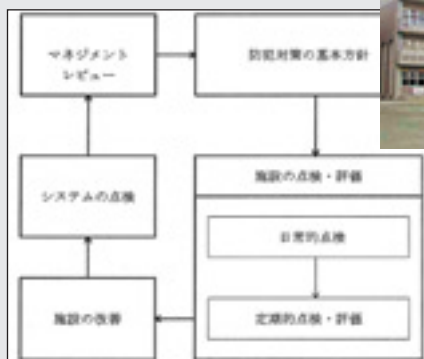 マネジメント
レビュー
防犯対策の基本方針
施設の点検・評価
日常的点検
定期的点検・評価
システムの点検
施設の改善